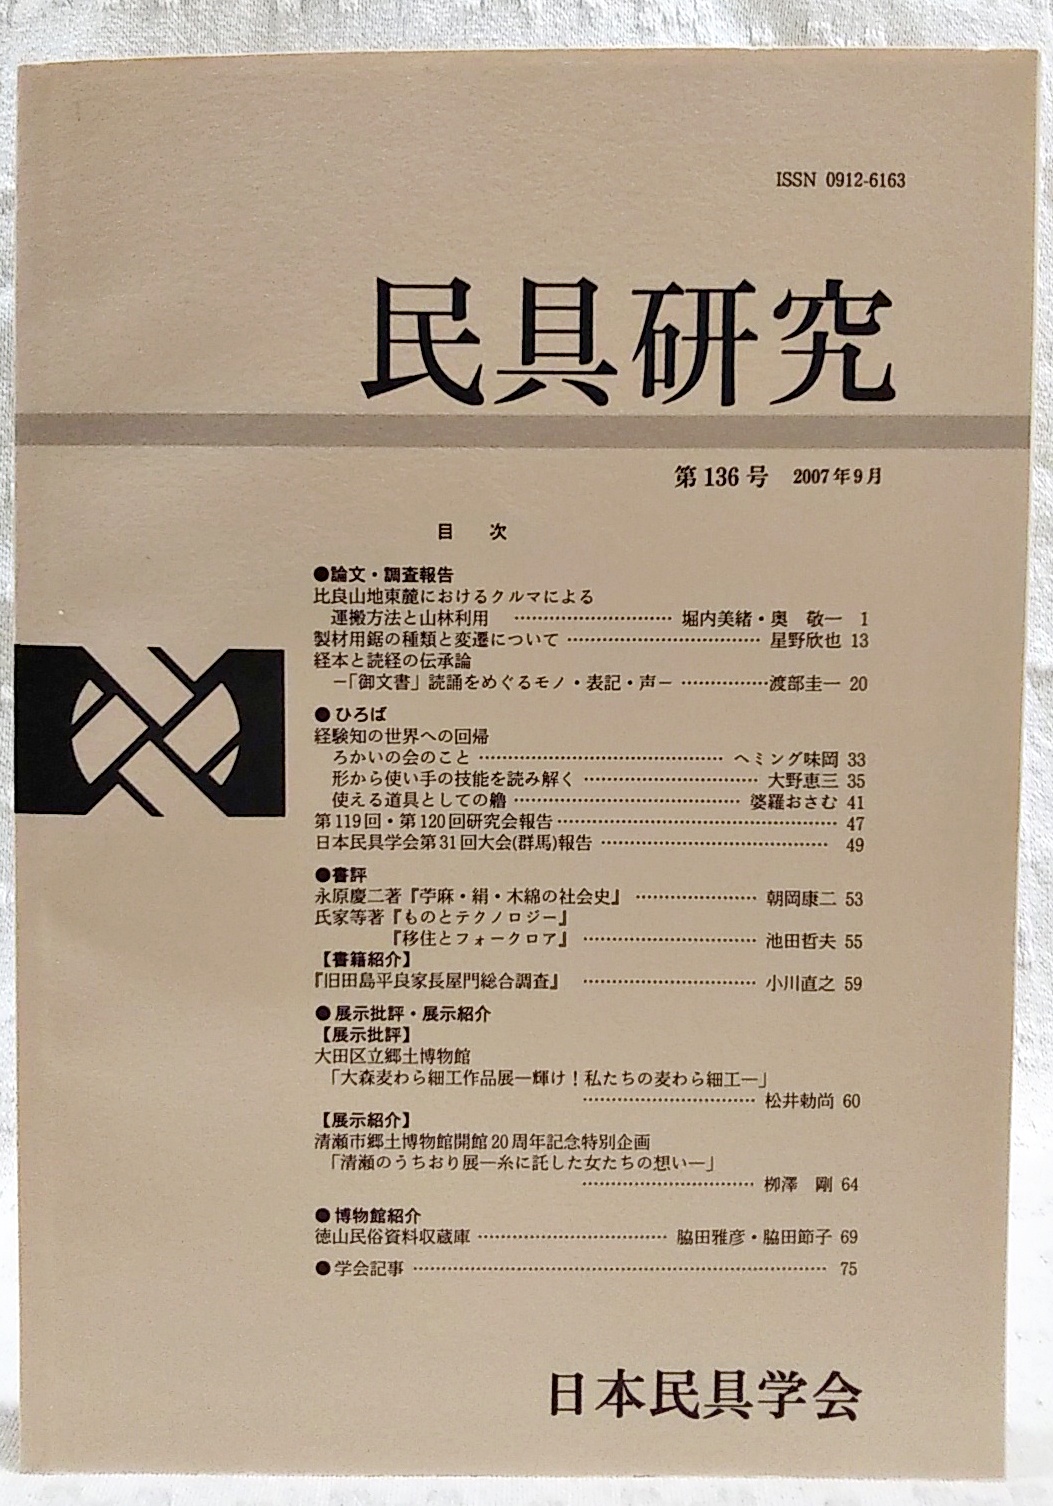 ISSN 0912-6163
民具研究
第136号 2007年9月
目 次
●論文・調査報告
比良山地東麓におけるクルマによる
運搬方法と山林利用 ………………………… 堀内美緒・奥 敬一 1
製材用鋸の種類と変遷について ………………………… 星野欣也 13
経本と読経の伝承論
－「御文書」読誦をめぐるモノ・表記・声－ ……………渡部圭一 20
●ひろば
経験知の世界への回帰
ろかいの会のこと ………………………… ヘミング味岡 33
形から使い手の技能を読み解く ………………………… 大野恵三 35
使える道具としての艪 ………………………… 婆羅おさむ 41
第119回・第120回研究会報告 ………………………… 47
日本民具学会第31回大会(群馬)報告 ………………………… 49
●書評
永原慶二著『苧麻・絹・木綿の社会史』 ………………… 朝岡康二 53
氏家等著『ものとテクノロジー』
『移住とフォークロア』 ………………………… 池田哲夫 55
【書籍紹介】
『旧田島平良家長屋門総合調査』 ………………………… 小川直之 59
●展示批評・展示紹介
【展示批評】
大田区立郷土博物館
「大森麦わら細工作品展―輝け！私たちの麦わら細工―」
………………………… 松井勅尚 60
【展示紹介】
清瀬市郷土博物館開館20周年記念特別企画
「清瀬のうちおり展―糸に託した女たちの想い―」
………………………… 栁澤 剛 64
●博物館紹介
徳山民俗資料収蔵庫 ………………………… 脇田雅彦・脇田節子 69
●学会記事 ………………………… 75
日本民具学会